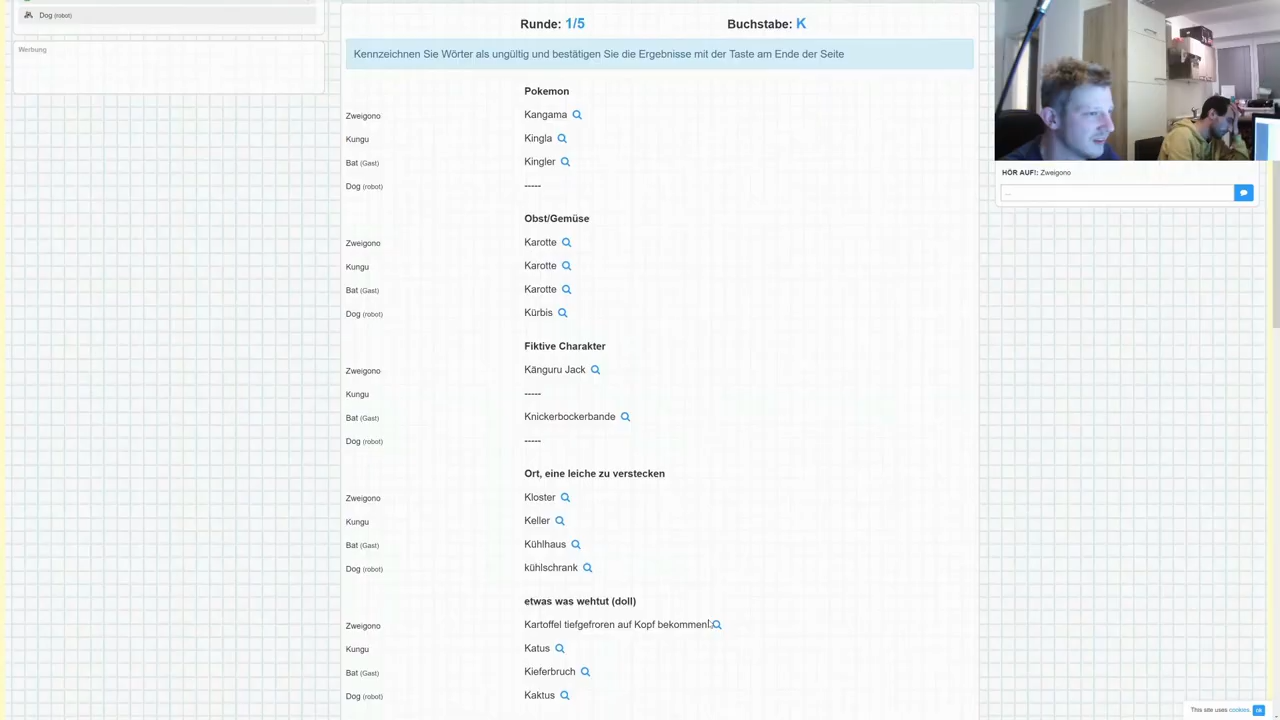 Dog (robot)
Werbung
Runde: 1/5
Buchstabe: K
Kennzeichnen Sie Wörter als ungültig und bestätigen Sie die Ergebnisse mit der Taste am Ende der Seite
Pokemon
Zweigono Kangama
Kungu Kingla
Bat (Gast) Kingler
Dog (robot) -----
Obst/Gemüse
Zweigono Karotte
Kungu Karotte
Bat (Gast) Karotte
Dog (robot) Kürbis
Fiktive Charakter
Zweigono Känguru Jack
Kungu -----
Bat (Gast) Knickerbockerbande
Dog (robot) -----
Ort, eine leiche zu verstecken
Zweigono Kloster
Kungu Keller
Bat (Gast) Kühlhaus
Dog (robot) kühlschrank
etwas was wehtut (doll)
Zweigono Kartoffel tiefgefroren auf Kopf bekommen
Kungu Katus
Bat (Gast) Kieferbruch
Dog (robot) Kaktus
HÖR AUF!: Zweigono
...
This site uses cookies. ok